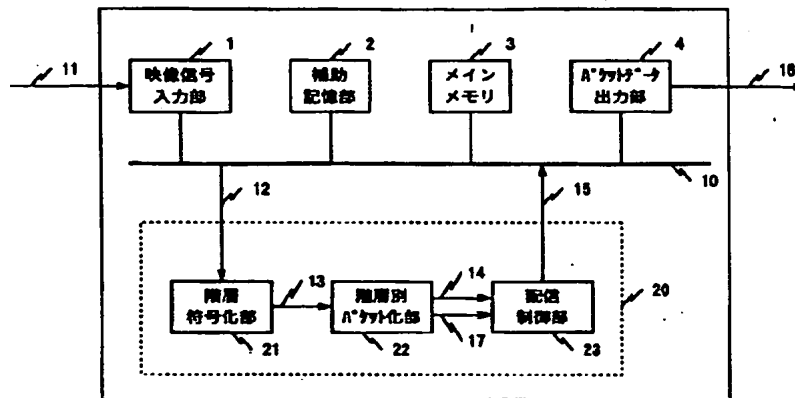 1
2
3
4
11
映像信号
入力部
補助
記憶部
メイン
メモリ
パケットデータ
出力部
16
10
12
15
階層
符号化部
13
階層別
パケット化部
14
17
配信
制御部
20
21
22
23